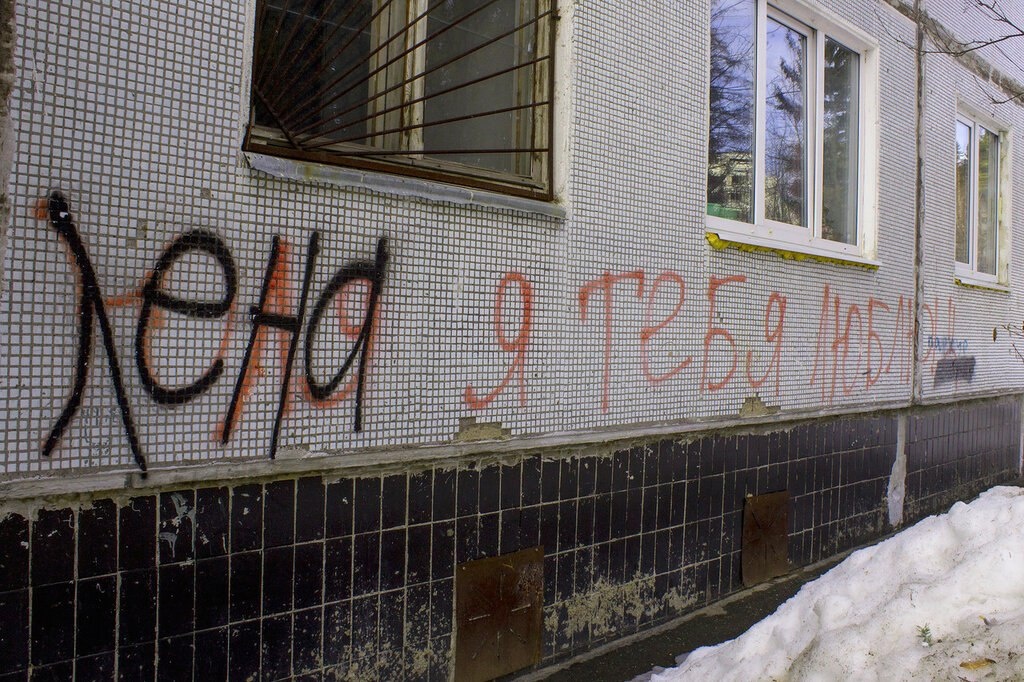 Лена я тебя люблю